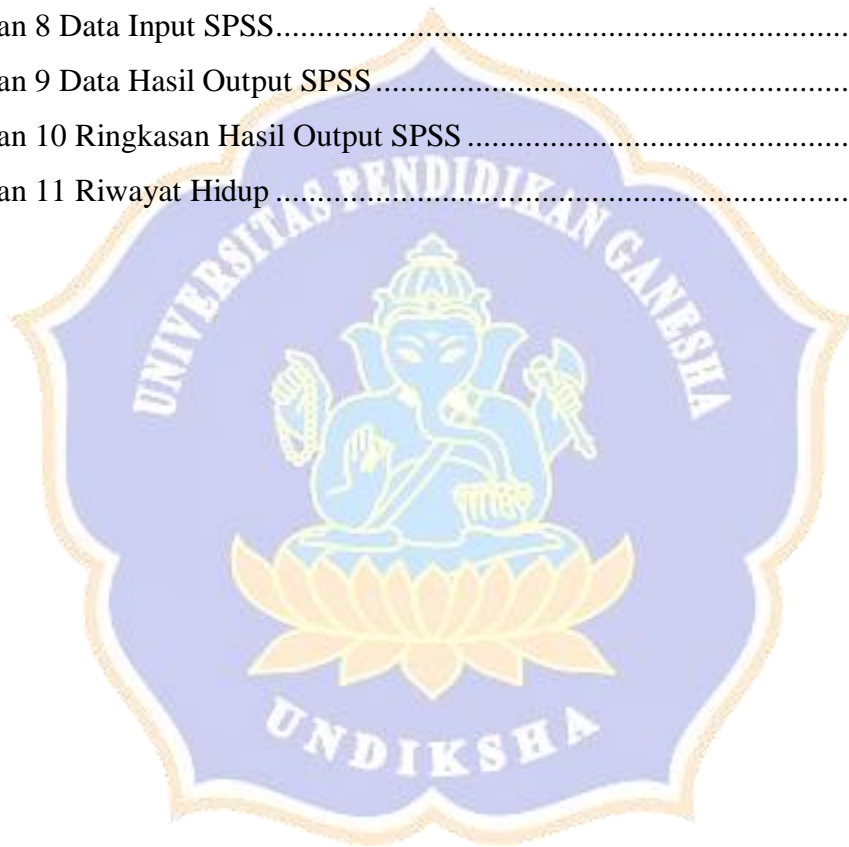 an 8 Data Input SPSS..................................................................................
an 9 Data Hasil Output SPSS......................................................................
an 10 Ringkasan Hasil Output SPSS..........................................................
an 11 Riwayat Hidup..................................................................................
UNIVERSITAS PENDIDIKAN GANESHA
UNDIKSHA